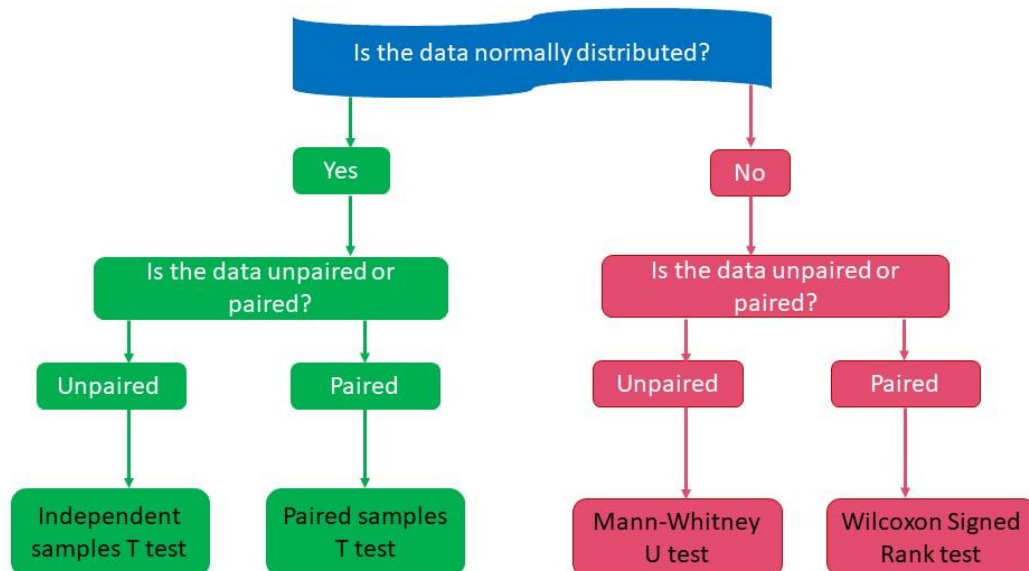 Is the data normally distributed?
Yes
No
Is the data unpaired or
paired?
Is the data unpaired or
paired?
Unpaired
Paired
Unpaired
Paired
Independent
samples T test
Paired samples
T test
Mann-Whitney
U test
Wilcoxon Signed
Rank test